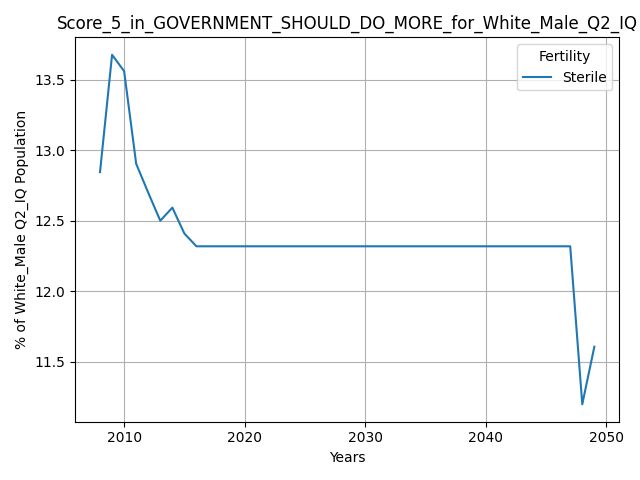 Score_5_in_GOVERNMENT_SHOULD_DO_MORE_for_White_Male_Q2_IQ
Fertility
Sterile
13.5
13.0
12.5
12.0
11.5
% of White_Male Q2_IQ Population
2010 2020 2030 2040 2050
Years